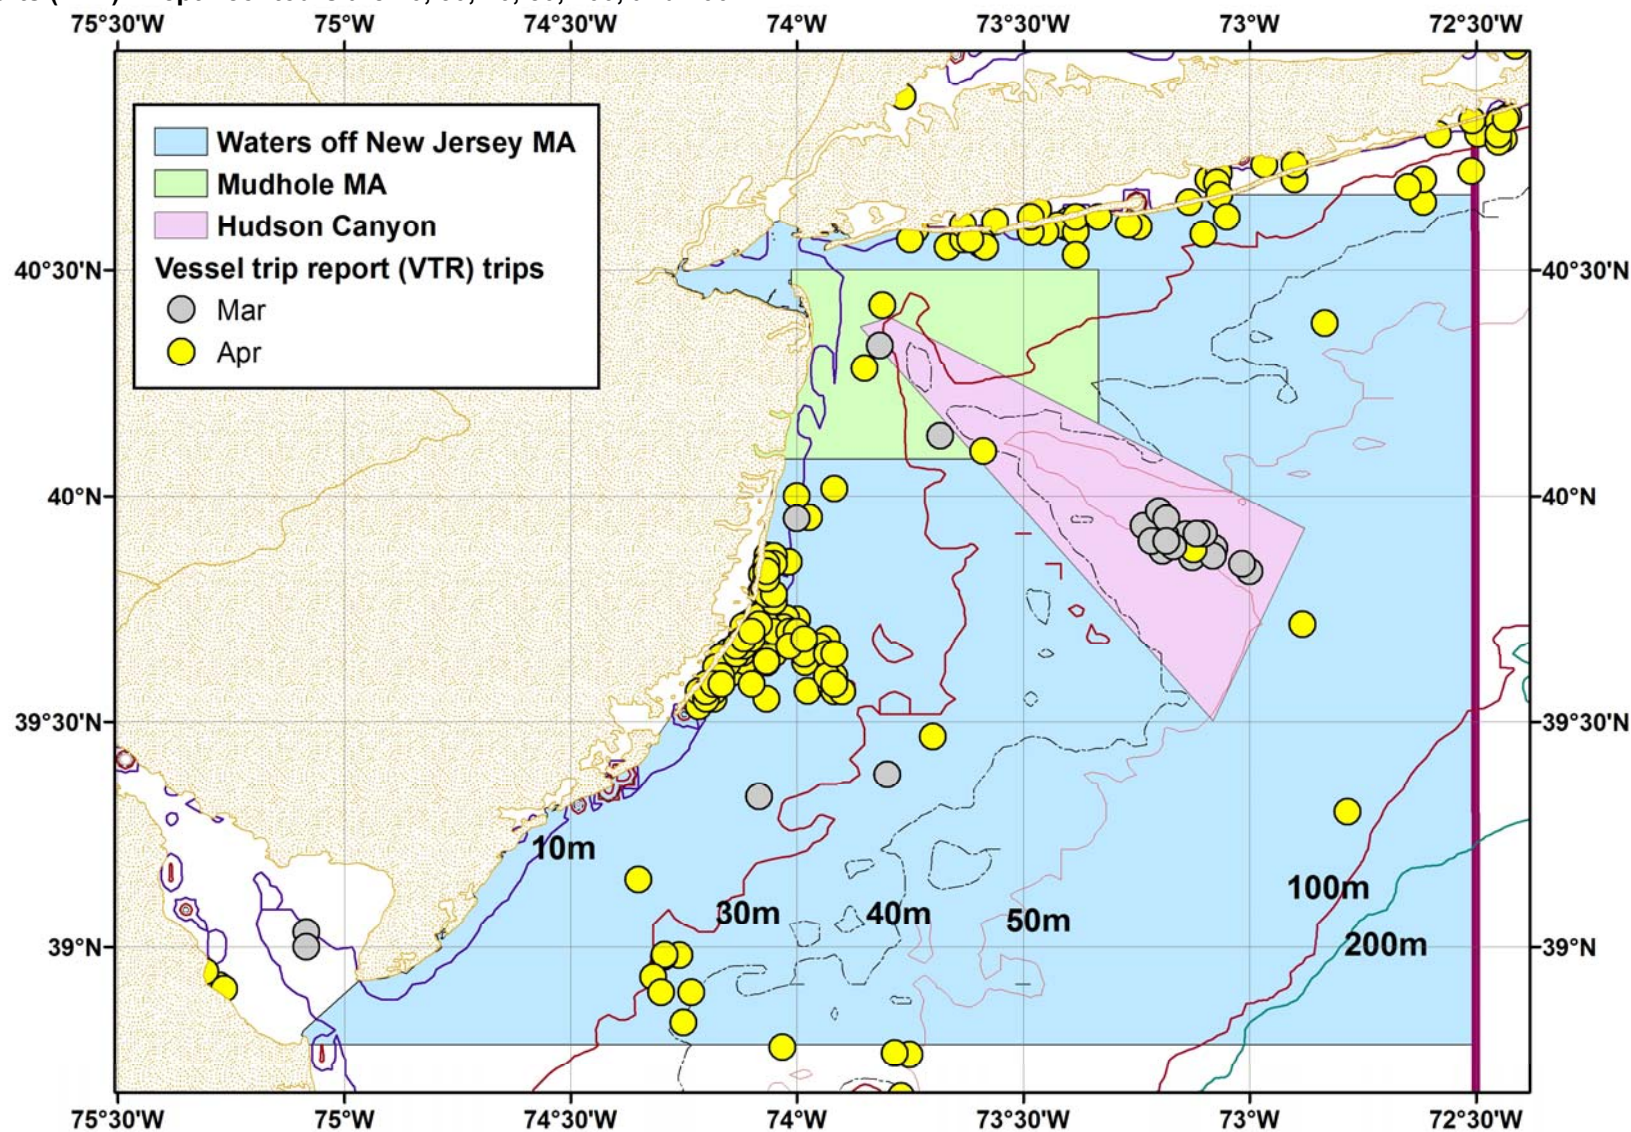 75°30'W 75°W 74°30'W 74°W 73°30'W 73°W 72°30'W
Waters off New Jersey MA
Mudhole MA
Hudson Canyon
Vessel trip report (VTR) trips
Mar
Apr
40°30'N 40°30'N
40°N 40°N
39°30'N 39°30'N
10m
100m
30m 40m 50m
200m
39°N 39°N
75°30'W 75°W 74°30'W 74°W 73°30'W 73°W 72°30'W